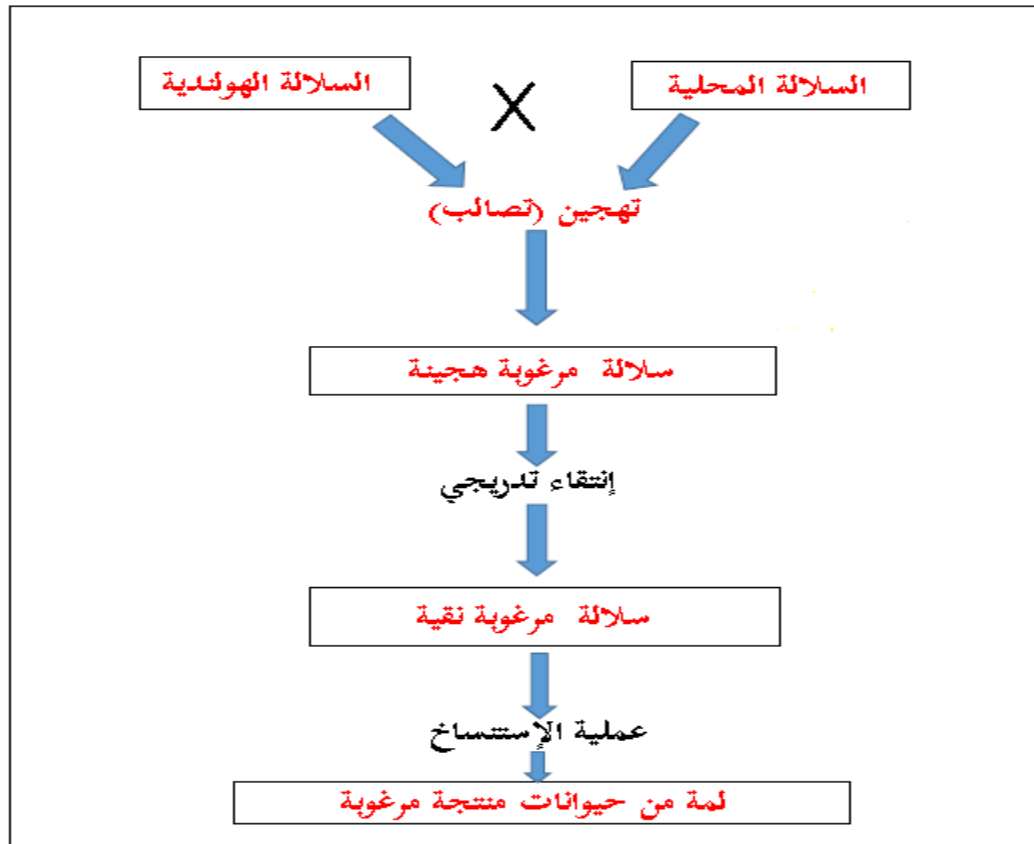 السلالة المحلية
X
السلالة الهولندية
تهجين (تصالب)
سلالة مرغوبة هجينة
إنتقاء تدريجي
سلالة مرغوبة نقية
عملية الإستنساخ
لمة من حيوانات منتجة مرغوبة